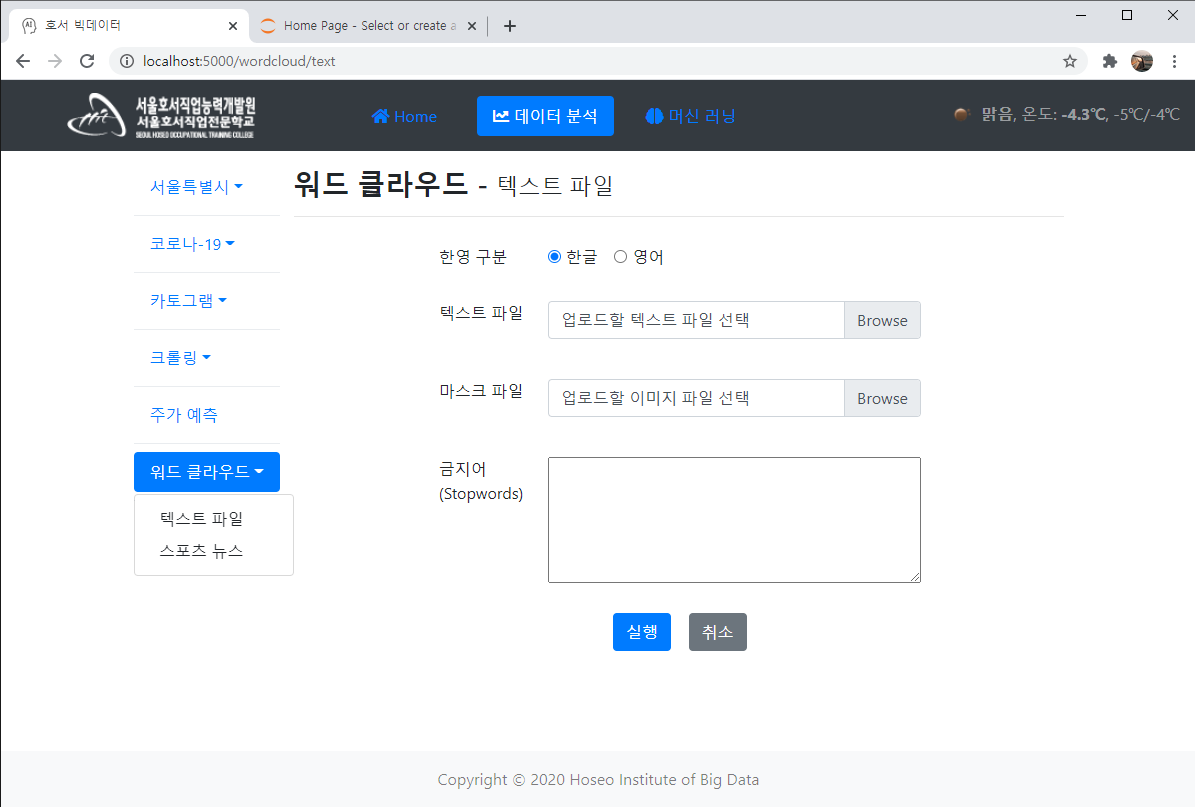 호서 빅데이터
Home Page - Select or create a
localhost:5000/wordcloud/text
서울호서직업능력개발원
서울호서직업전문학교
SEOUL HOSEO OCCUPATIONAL TRAINING COLLEGE
Home
데이터 분석
머신 러닝
맑음, 온도: -4.3℃, -5℃/-4℃
서울특별시
코로나-19
카토그램
크롤링
주가 예측
워드 클라우드
텍스트 파일
스포츠 뉴스
워드 클라우드 - 텍스트 파일
한영 구분
한글
영어
텍스트 파일
업로드할 텍스트 파일 선택
Browse
마스크 파일
업로드할 이미지 파일 선택
Browse
금지어
(Stopwords)
실행
취소
Copyright © 2020 Hoseo Institute of Big Data